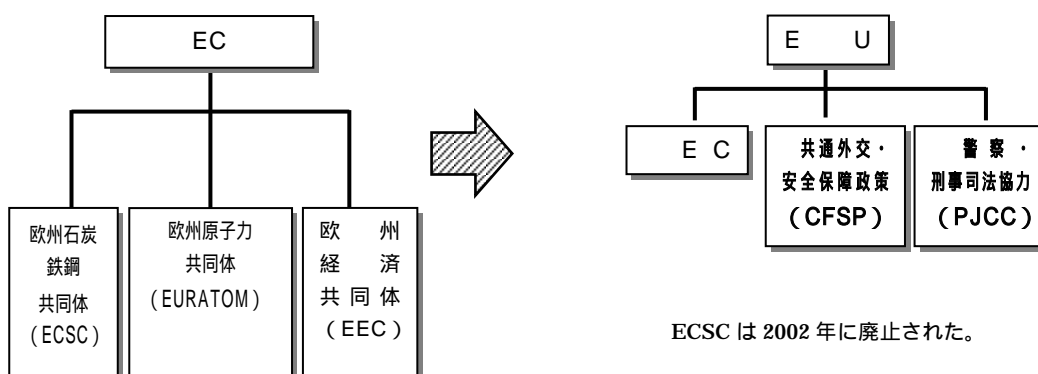 EC
欧州石炭
鉄鋼
共同体
（ECSC）
欧州原子力
共同体
（EURATOM）
欧州
経済
共同体
（EEC）
E U
E C
共通外交・
安全保障政策
（CFSP）
警察・
刑事司法協力
（PJCC）
ECSC は 2002 年に廃止された。